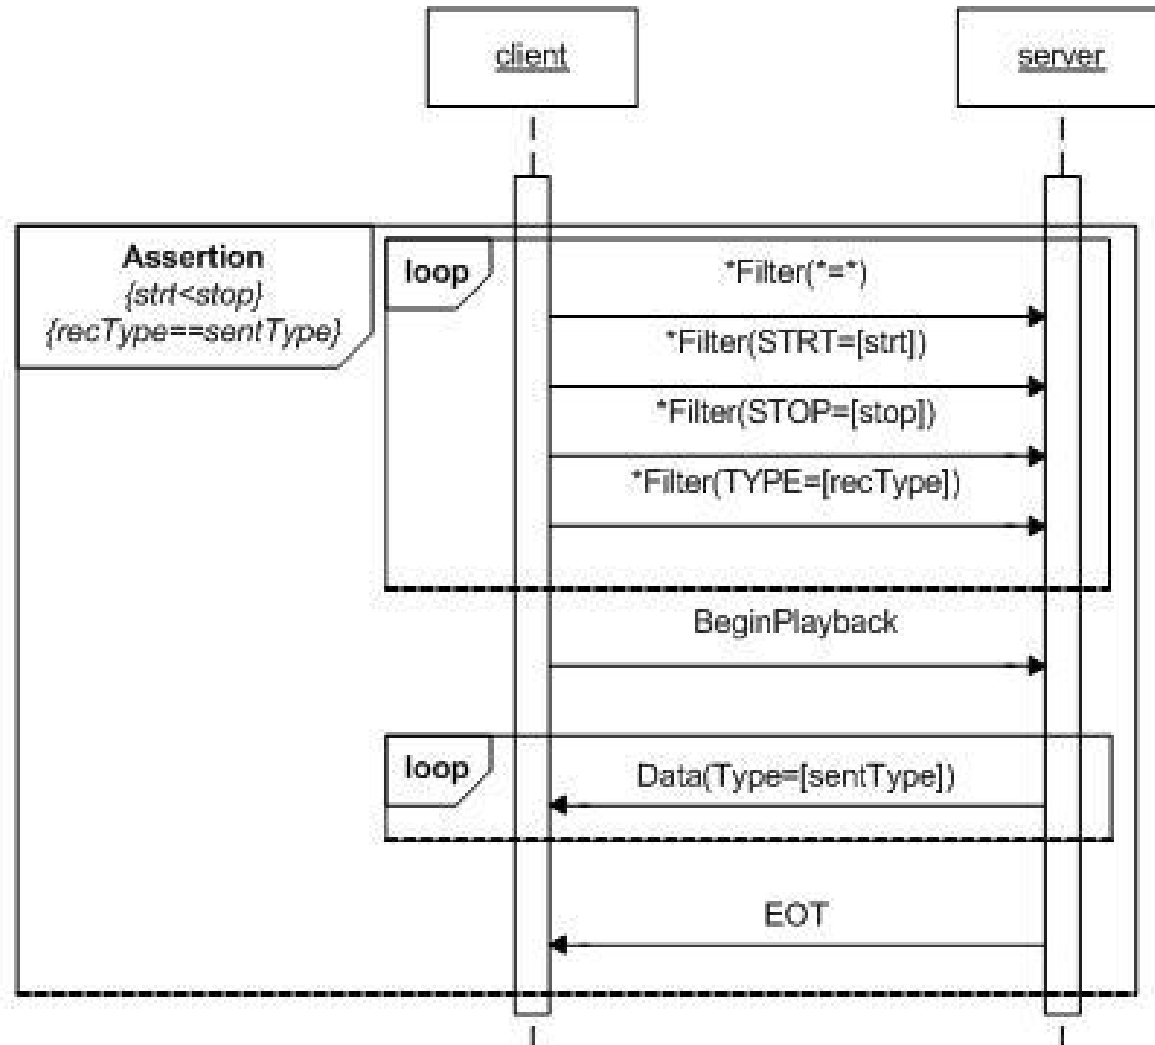 client
server
Assertion
{strt<stop}
{recType==sentType}
loop
*Filter(*=*)
*Filter(STRT=[strt])
*Filter(STOP=[stop])
*Filter(TYPE=[recType])
BeginPlayback
loop
Data(Type=[sentType])
EOT